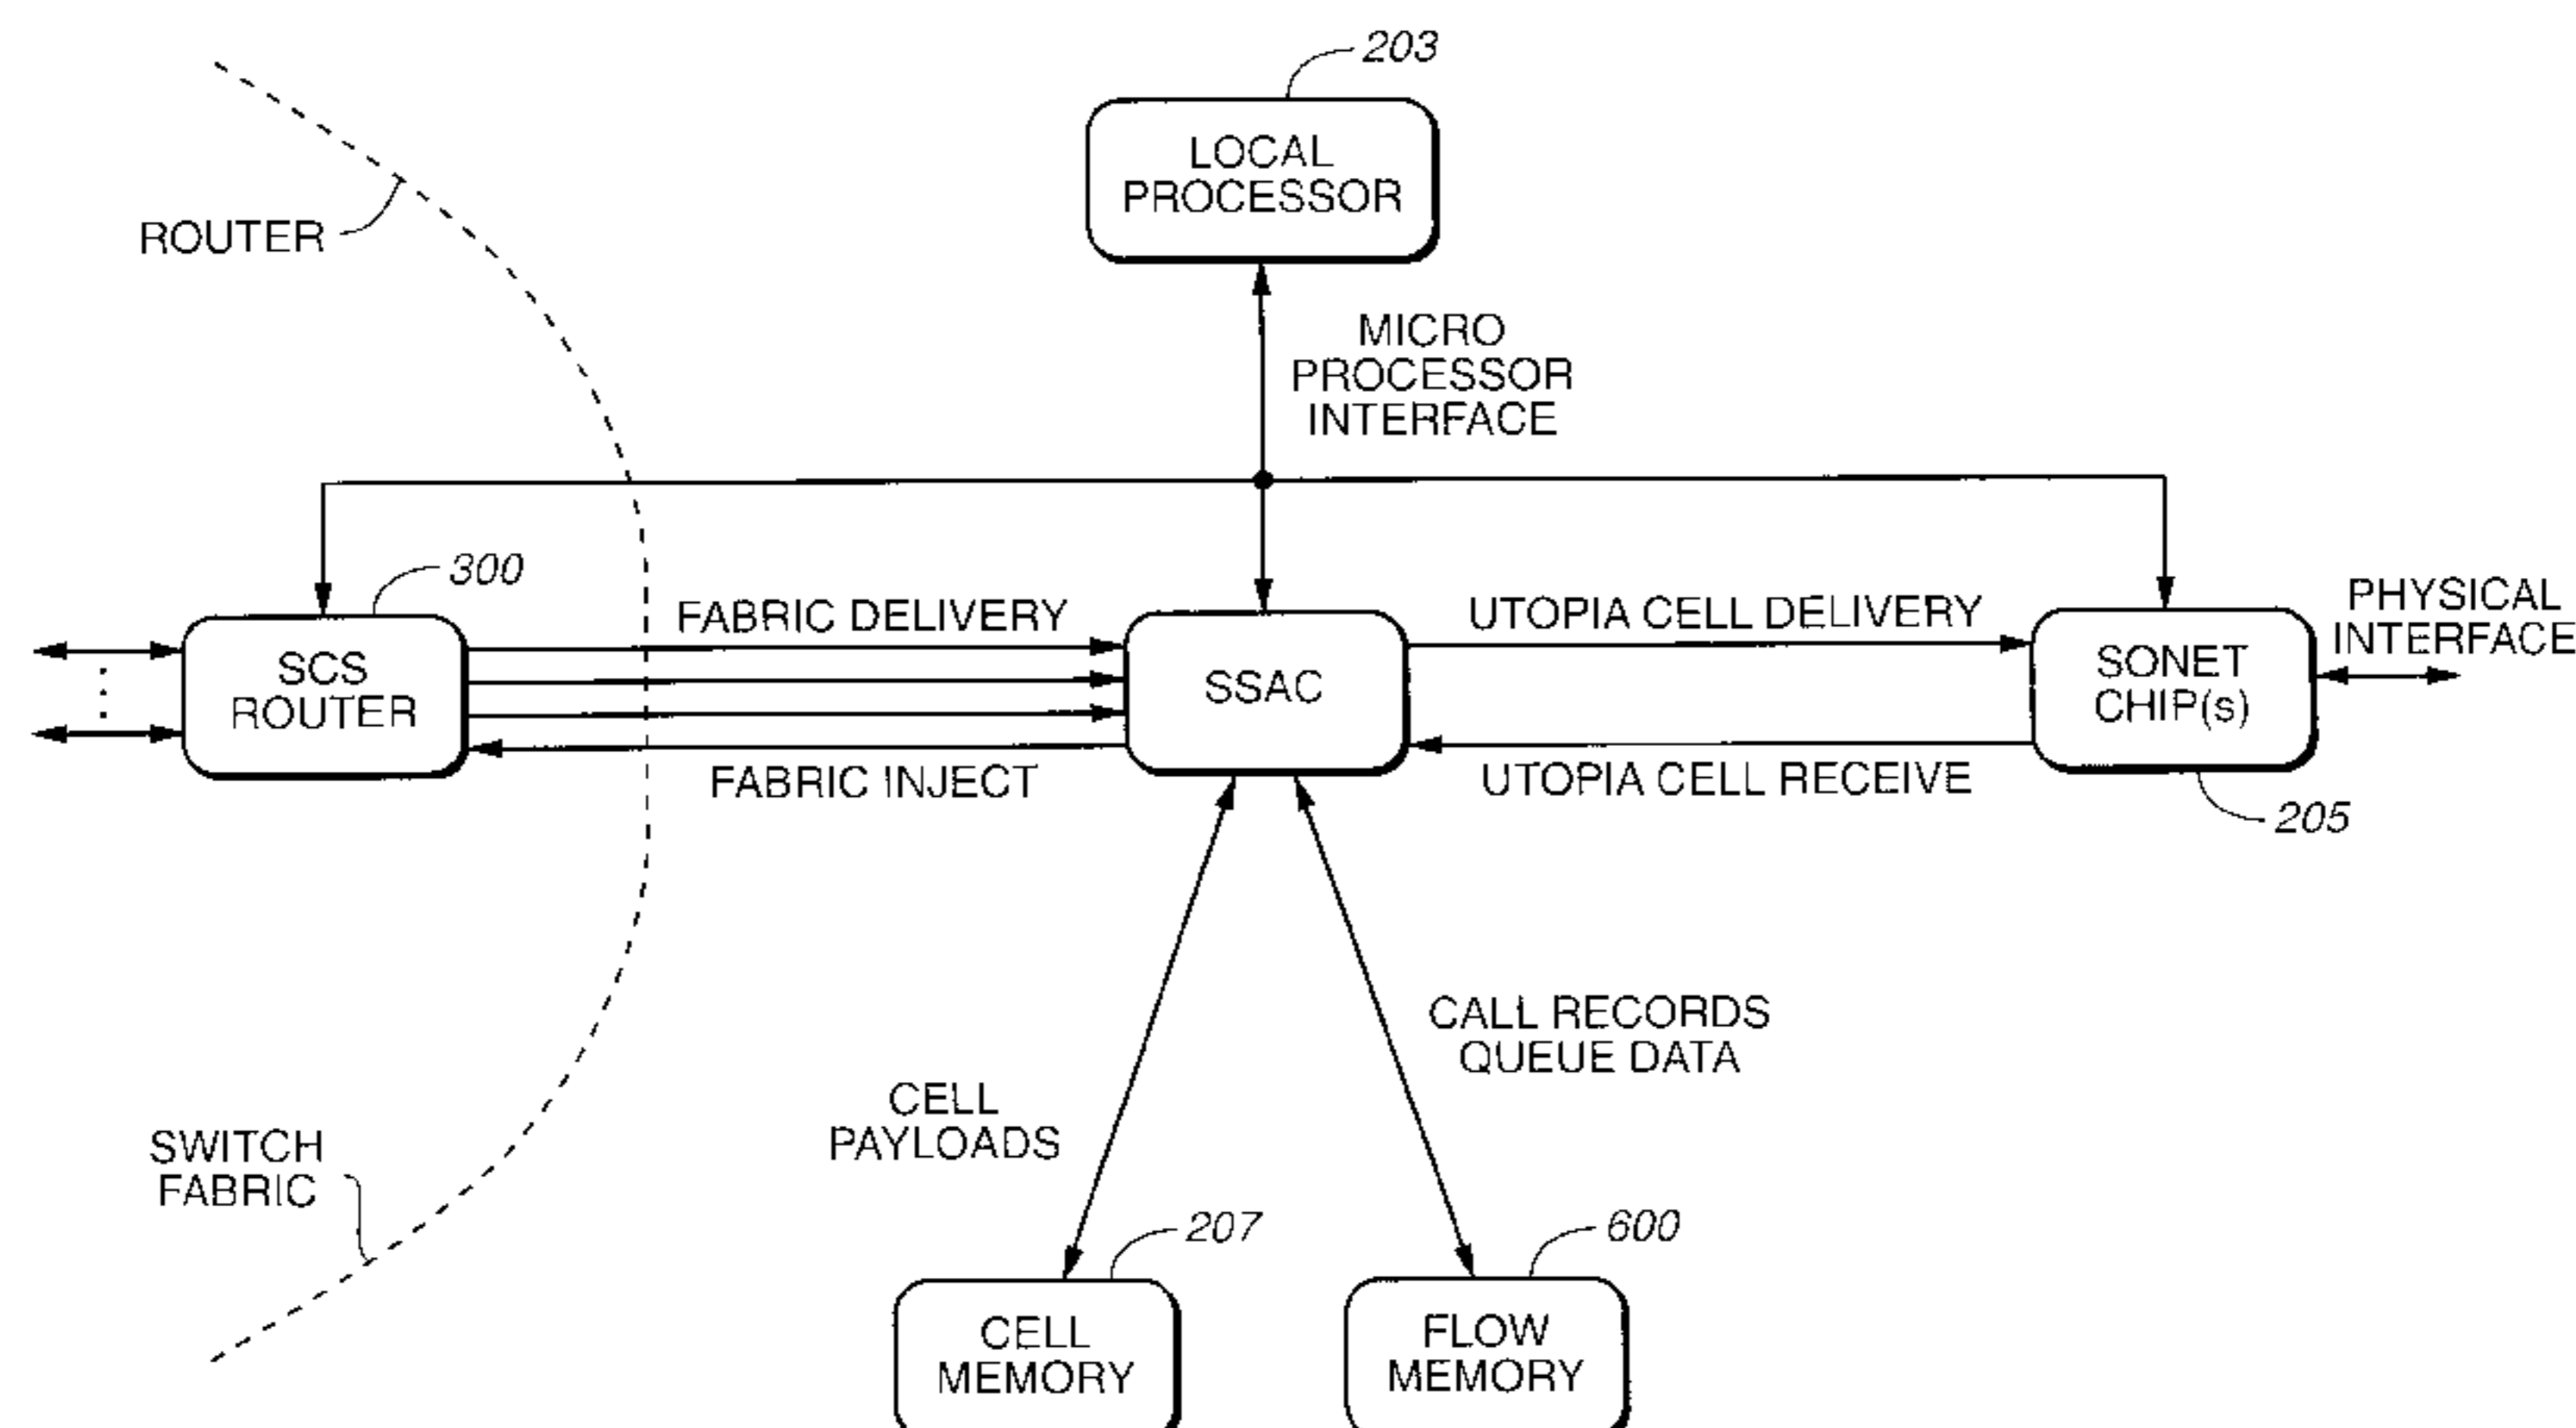 203
LOCAL
PROCESSOR
ROUTER
MICRO
PROCESSOR
INTERFACE
300
FABRIC DELIVERY
UTOPIA CELL DELIVERY
PHYSICAL
INTERFACE
SCS
ROUTER
SSAC
SONET
CHIP(s)
FABRIC INJECT
UTOPIA CELL RECEIVE
205
CALL RECORDS
QUEUE DATA
CELL
PAYLOADS
SWITCH
FABRIC
207
600
CELL
MEMORY
FLOW
MEMORY